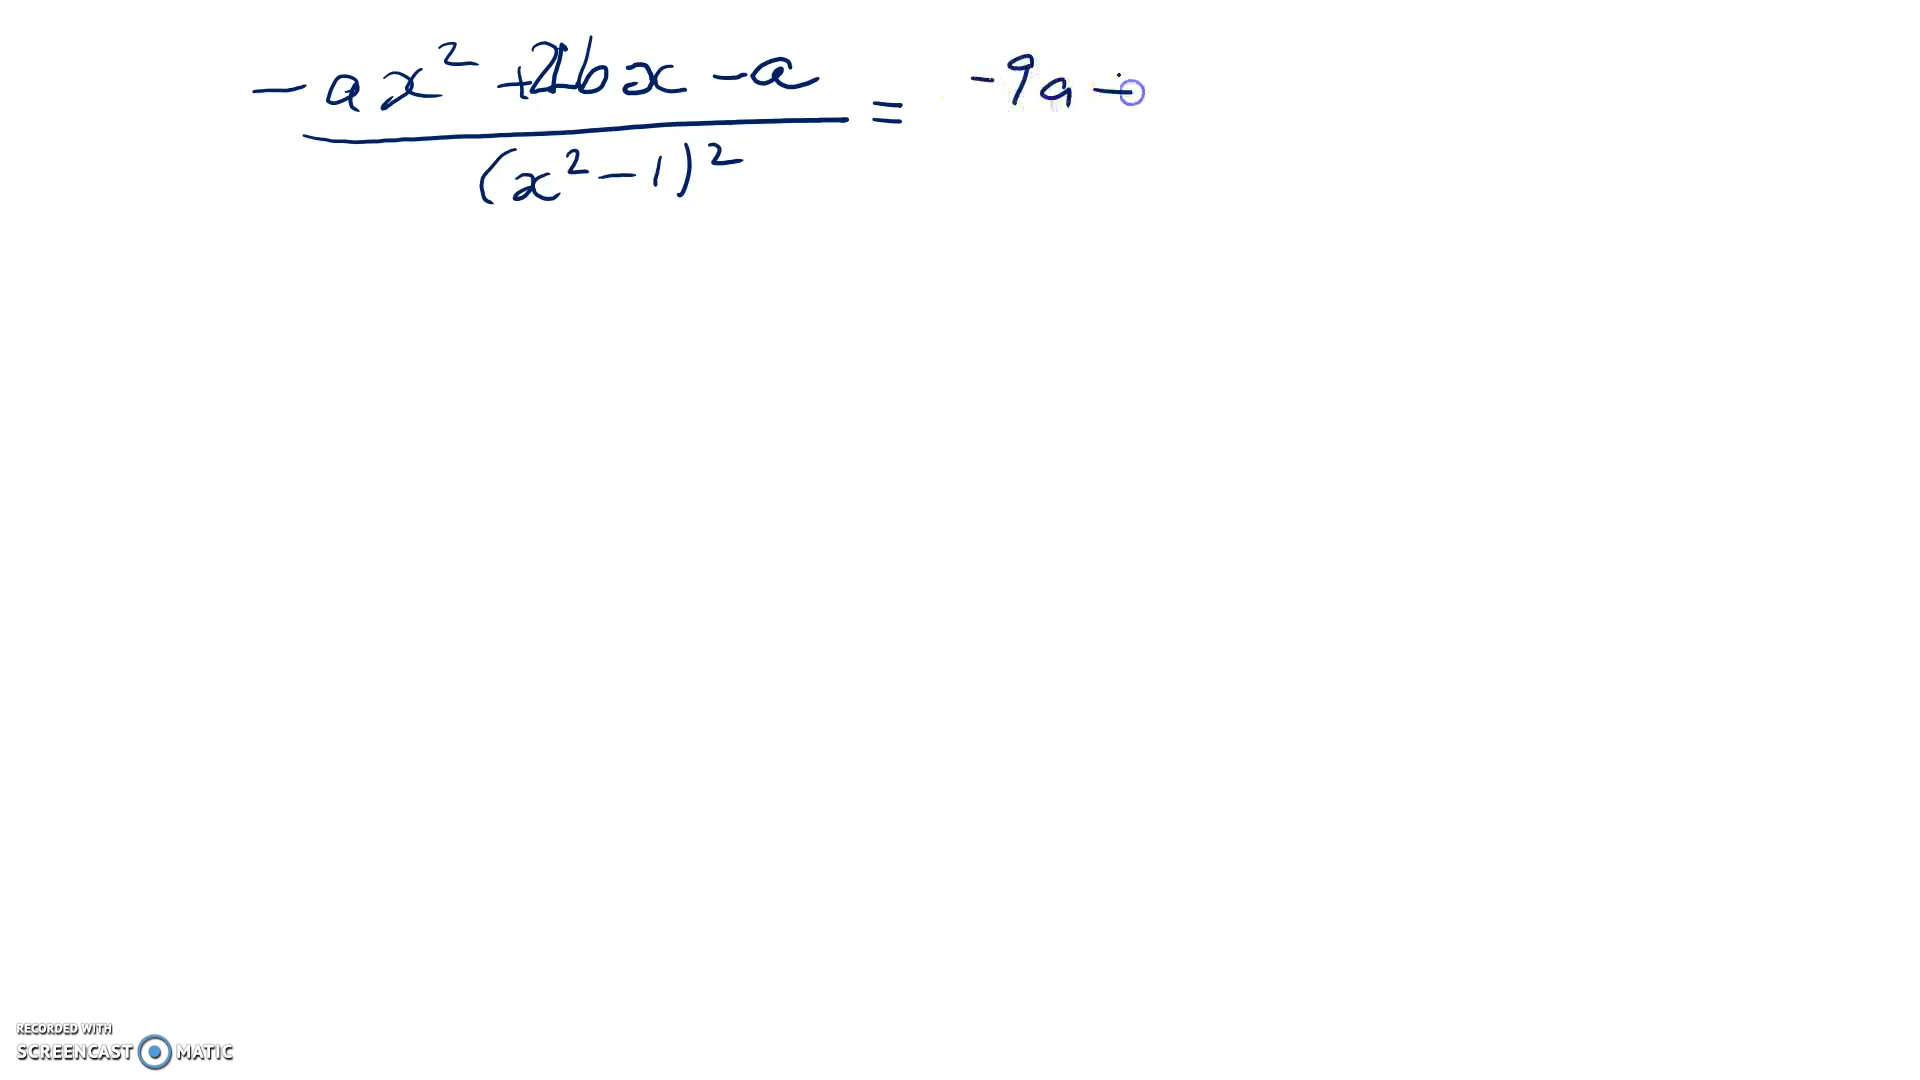 -ax² + 2bx - a = -9a +
(x² - 1)²
RECORDED WITH
SCREENCAST MATIC